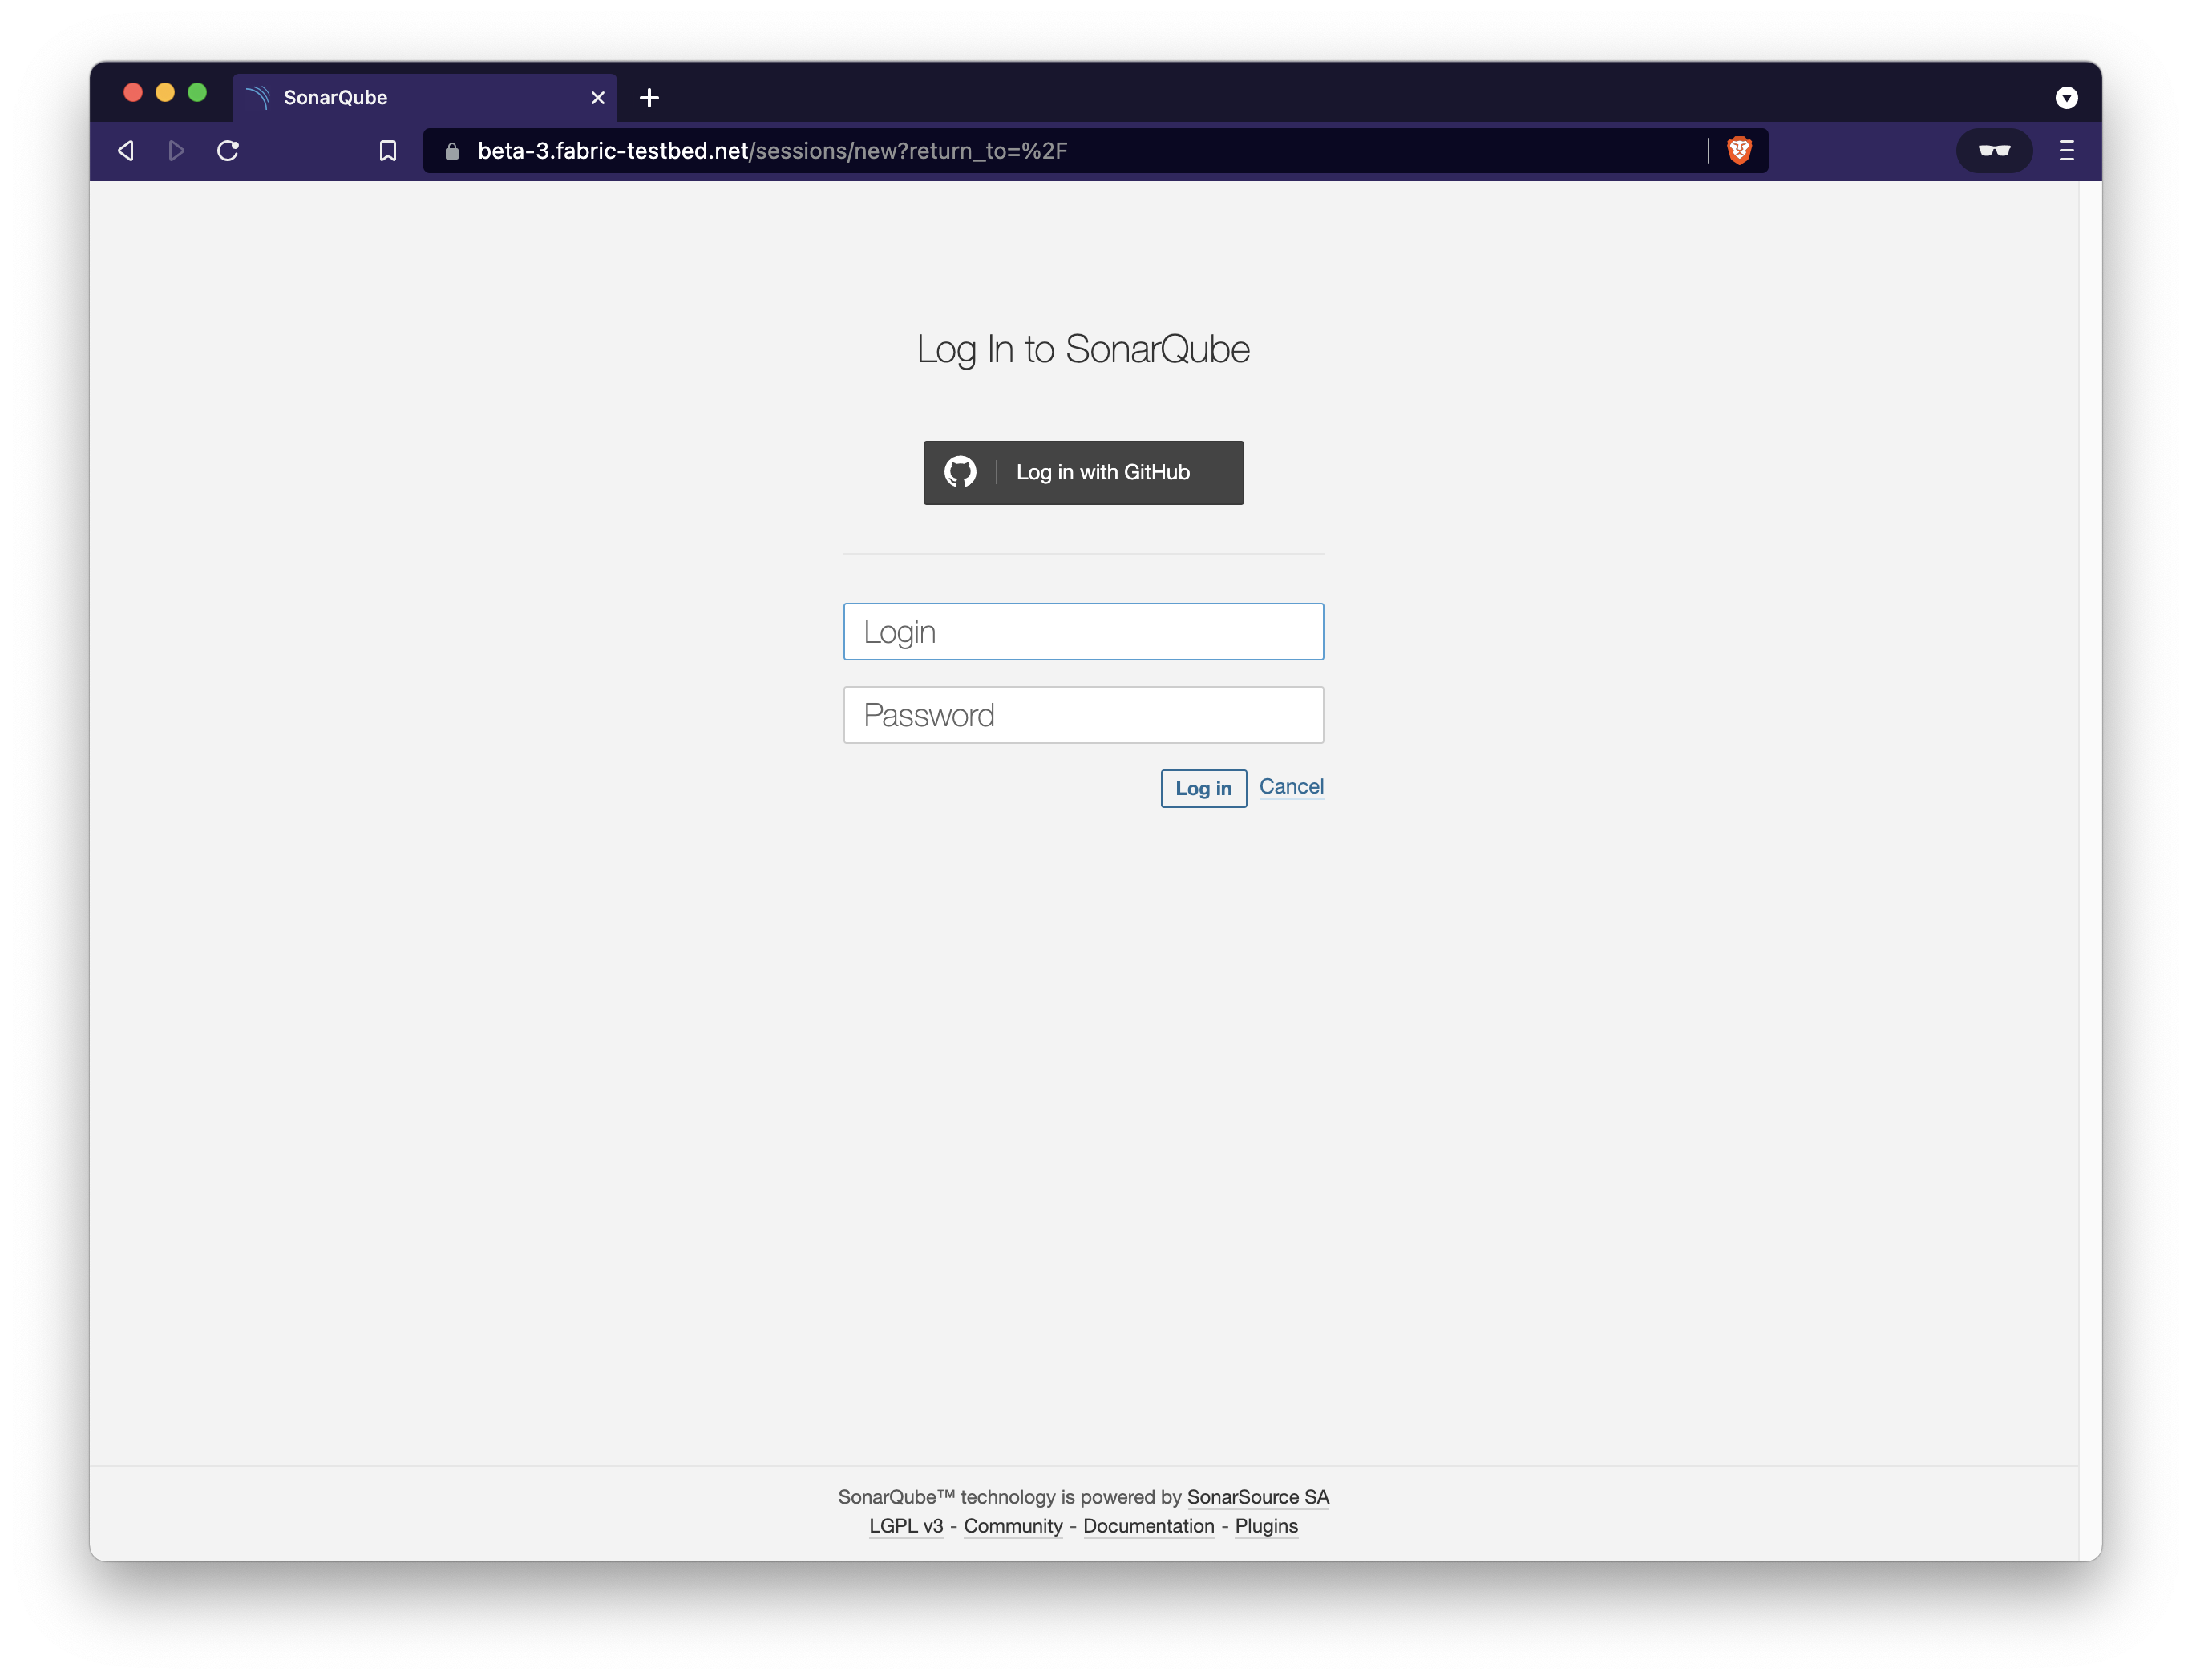 SonarQube
beta-3.fabric-testbed.net/sessions/new?return_to=%2F
Log In to SonarQube
Log in with GitHub
Login
Password
Log in Cancel
SonarQube™ technology is powered by SonarSource SA
LGPL v3 - Community - Documentation - Plugins